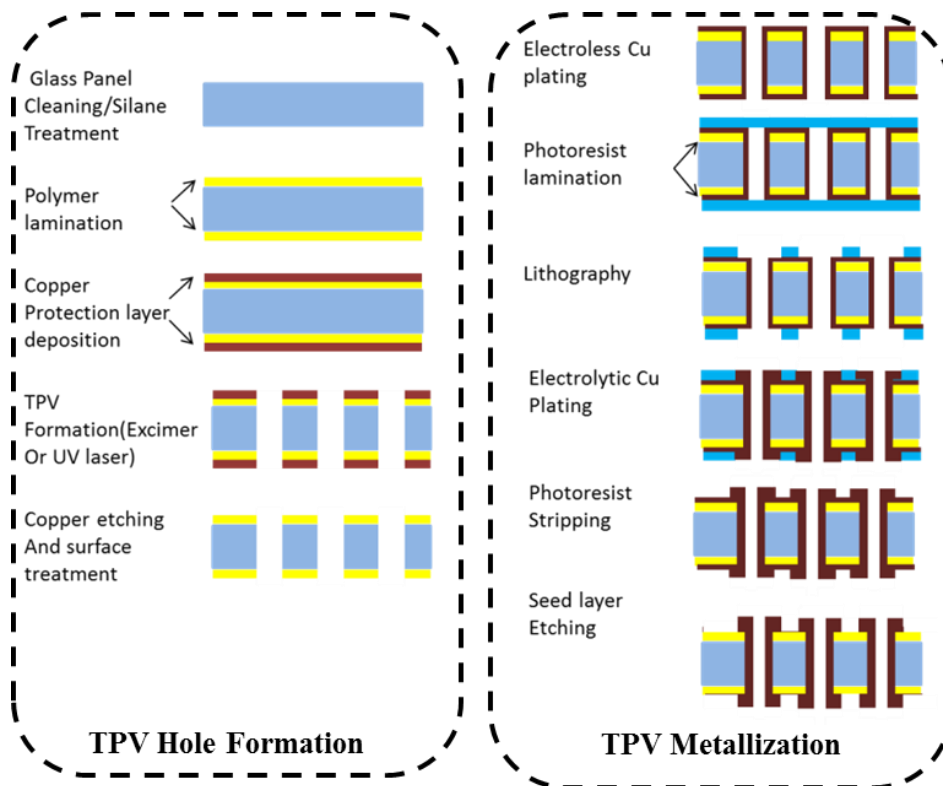 Glass Panel
Cleaning/Silane
Treatment
Polymer
lamination
Copper
Protection layer
deposition
TPV
Formation(Excimer
Or UV laser)
Copper etching
And surface
treatment
TPV Hole Formation
Electroless Cu
plating
Photoresist
lamination
Lithography
Electrolytic Cu
Plating
Photoresist
Stripping
Seed layer
Etching
TPV Metallization